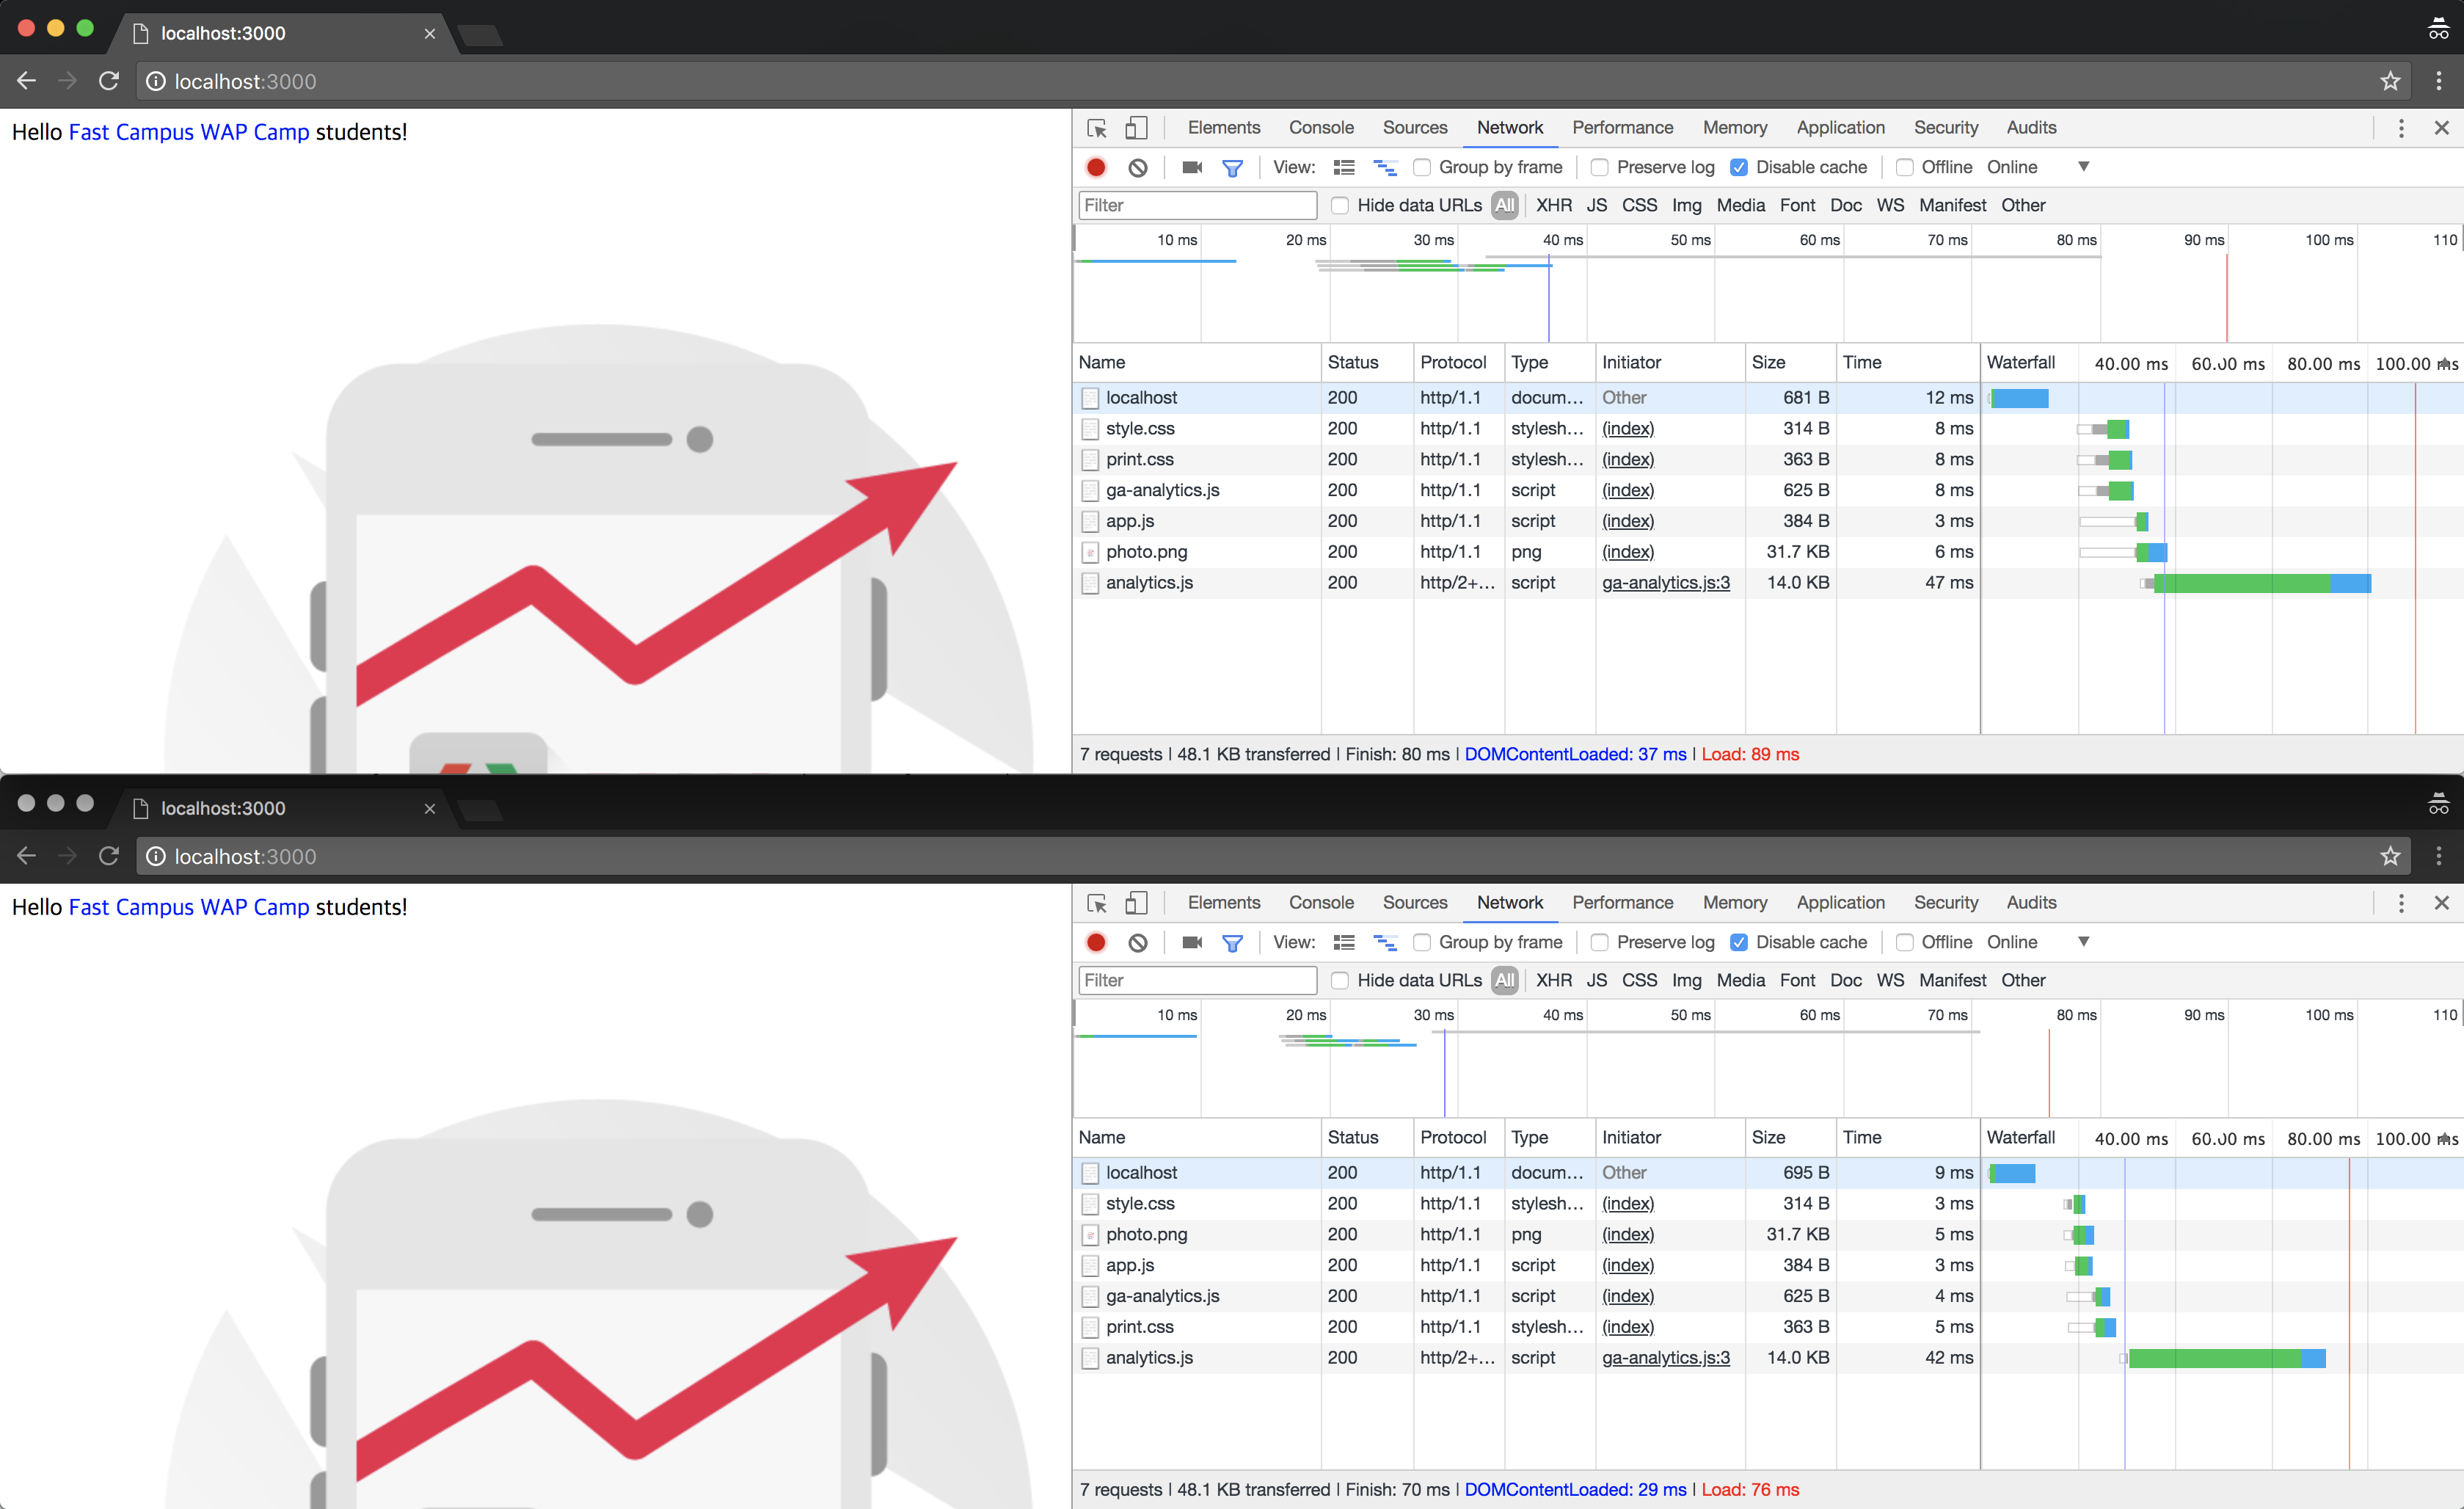 localhost:3000
localhost:3000
Hello Fast Campus WAP Camp students!
Elements Console Sources Network Performance Memory Application Security Audits
View: Group by frame Preserve log Disable cache Offline Online
Filter Hide data URLs All XHR JS CSS Img Media Font Doc WS Manifest Other
10 ms 20 ms 30 ms 40 ms 50 ms 60 ms 70 ms 80 ms 90 ms 100 ms 110
Name Status Protocol Type Initiator Size Time Waterfall 40.00 ms 60.00 ms 80.00 ms 100.00 ms
localhost 200 http/1.1 docum... Other 681 B 12 ms
style.css 200 http/1.1 stylesh... (index) 314 B 8 ms
print.css 200 http/1.1 stylesh... (index) 363 B 8 ms
ga-analytics.js 200 http/1.1 script (index) 625 B 8 ms
app.js 200 http/1.1 script (index) 384 B 3 ms
photo.png 200 http/1.1 png (index) 31.7 KB 6 ms
analytics.js 200 http/2+... script ga-analytics.js:3 14.0 KB 47 ms
7 requests | 48.1 KB transferred | Finish: 80 ms | DOMContentLoaded: 37 ms | Load: 89 ms
localhost:3000
localhost:3000
Hello Fast Campus WAP Camp students!
Elements Console Sources Network Performance Memory Application Security Audits
View: Group by frame Preserve log Disable cache Offline Online
Filter Hide data URLs All XHR JS CSS Img Media Font Doc WS Manifest Other
10 ms 20 ms 30 ms 40 ms 50 ms 60 ms 70 ms 80 ms 90 ms 100 ms 110
Name Status Protocol Type Initiator Size Time Waterfall 40.00 ms 60.00 ms 80.00 ms 100.00 ms
localhost 200 http/1.1 docum... Other 695 B 9 ms
style.css 200 http/1.1 stylesh... (index) 314 B 3 ms
photo.png 200 http/1.1 png (index) 31.7 KB 5 ms
app.js 200 http/1.1 script (index) 384 B 3 ms
ga-analytics.js 200 http/1.1 script (index) 625 B 4 ms
print.css 200 http/1.1 stylesh... (index) 363 B 5 ms
analytics.js 200 http/2+... script ga-analytics.js:3 14.0 KB 42 ms
7 requests | 48.1 KB transferred | Finish: 70 ms | DOMContentLoaded: 29 ms | Load: 76 ms